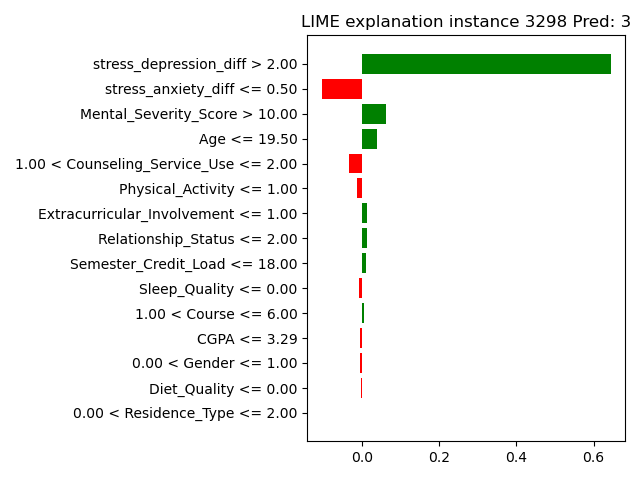 LIME explanation instance 3298 Pred: 3
stress_depression_diff > 2.00
stress_anxiety_diff <= 0.50
Mental_Severity_Score > 10.00
Age <= 19.50
1.00 < Counseling_Service_Use <= 2.00
Physical_Activity <= 1.00
Extracurricular_Involvement <= 1.00
Relationship_Status <= 2.00
Semester_Credit_Load <= 18.00
Sleep_Quality <= 0.00
1.00 < Course <= 6.00
CGPA <= 3.29
0.00 < Gender <= 1.00
Diet_Quality <= 0.00
0.00 < Residence_Type <= 2.00
0.0 0.2 0.4 0.6